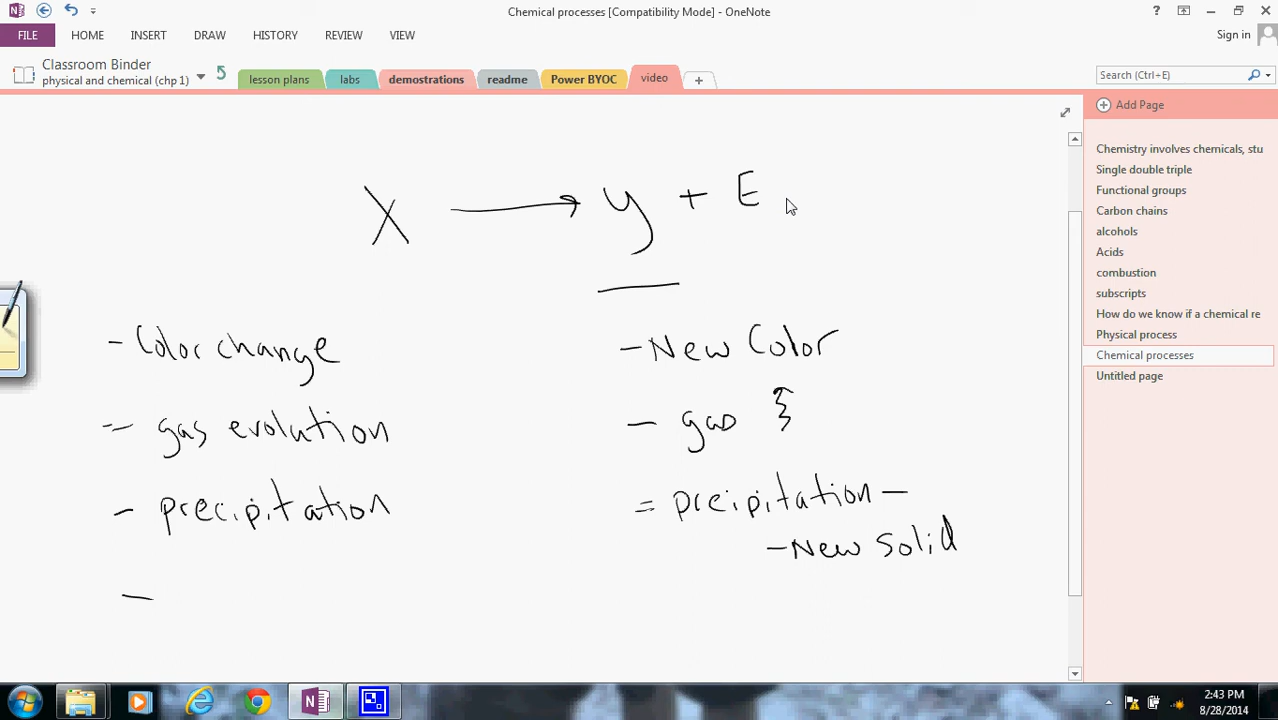 Chemical processes [Compatibility Mode] - OneNote
?
FILE HOME INSERT DRAW HISTORY REVIEW VIEW
Sign in
Classroom Binder
physical and chemical (chp 1)
lesson plans labs demostrations readme Power BYOC video +
Search (Ctrl+E)
Add Page
Chemistry involves chemicals, stu
Single double triple
Functional groups
Carbon chains
alcohols
Acids
combustion
subscripts
How do we know if a chemical re
Physical process
Chemical processes
Untitled page
X → y + E
- Color change
- New Color
= gas evolution
- gas }
- precipitation
= prcipitation -
- New Solid
-
2:43 PM
8/28/2014